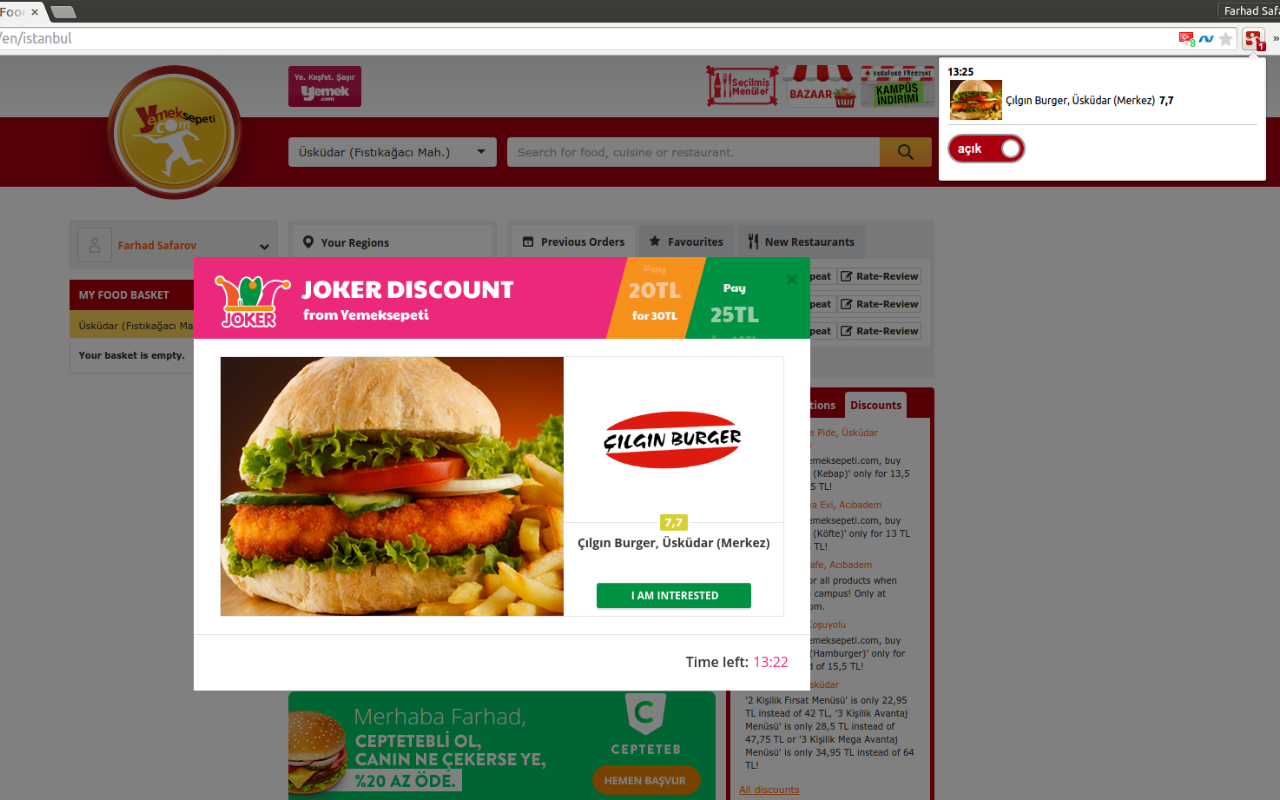 Foo
Farhad Safa
/en/istanbul
8
1
»
13:25
Çılgın Burger, Üsküdar (Merkez) 7,7
açık
Yemeksepeti
com
Ye. Keşfet. Şaşır
Yemek
.com
Seçilmiş
Menüler
BAZAAR
vodafone FREEZONE
KAMPÜS
İNDİRİMİ
Üsküdar (Fıstıkağacı Mah.)
Search for food, cuisine or restaurant.
Farhad Safarov
Your Regions
Previous Orders
Favourites
New Restaurants
MY FOOD BASKET
Üsküdar (Fıstıkağacı Ma
Your basket is empty.
peat
Rate-Review
peat
Rate-Review
peat
Rate-Review
JOKER
JOKER DISCOUNT
from Yemeksepeti
Pay
20TL
for 30TL
Pay
25TL
×
ÇILGIN BURGER
7,7
Çılgın Burger, Üsküdar (Merkez)
I AM INTERESTED
Time left: 13:22
tions
Discounts
e Pide, Üsküdar
emeksepeti.com, buy
(Kebap)' only for 13,5
5 TL!
a Evi, Acıbadem
emeksepeti.com, buy
(Köfte)' only for 13 TL
TL!
afe, Acıbadem
or all products when
campus! Only at
om.
Koşuyolu
emeksepeti.com, buy
(Hamburger)' only for
d of 15,5 TL!
sküdar
'2 Kişilik Fırsat Menüsü' is only 22,95
TL instead of 42 TL, '3 Kişilik Avantaj
Menüsü' is only 28,5 TL instead of
47,75 TL or '3 Kişilik Mega Avantaj
Menüsü' is only 34,95 TL instead of 64
TL!
All discounts
Merhaba Farhad,
CEPTETEBLİ OL,
CANIN NE ÇEKERSE YE,
%20 AZ ÖDE.
C
CEPTETEB
HEMEN BAŞVUR